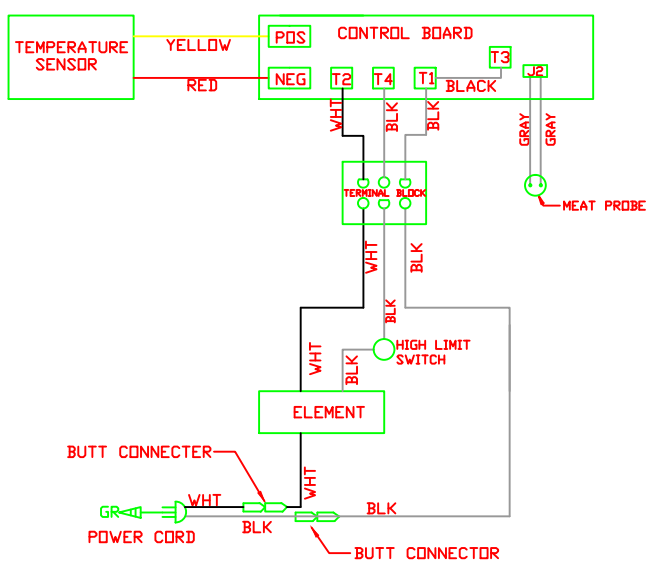 TEMPERATURE
SENSOR
YELLOW
RED
POS
NEG
CONTROL BOARD
T2
T4
T1
T3
J2
BLACK
WHT
BLK
BLK
GRAY
GRAY
MEAT PROBE
TERMINAL BLOCK
WHT
BLK
BLK
HIGH LIMIT
SWITCH
WHT
BLK
ELEMENT
BUTT CONNECTER
WHT
WHT
GR
BLK
BLK
POWER CORD
BUTT CONNECTOR